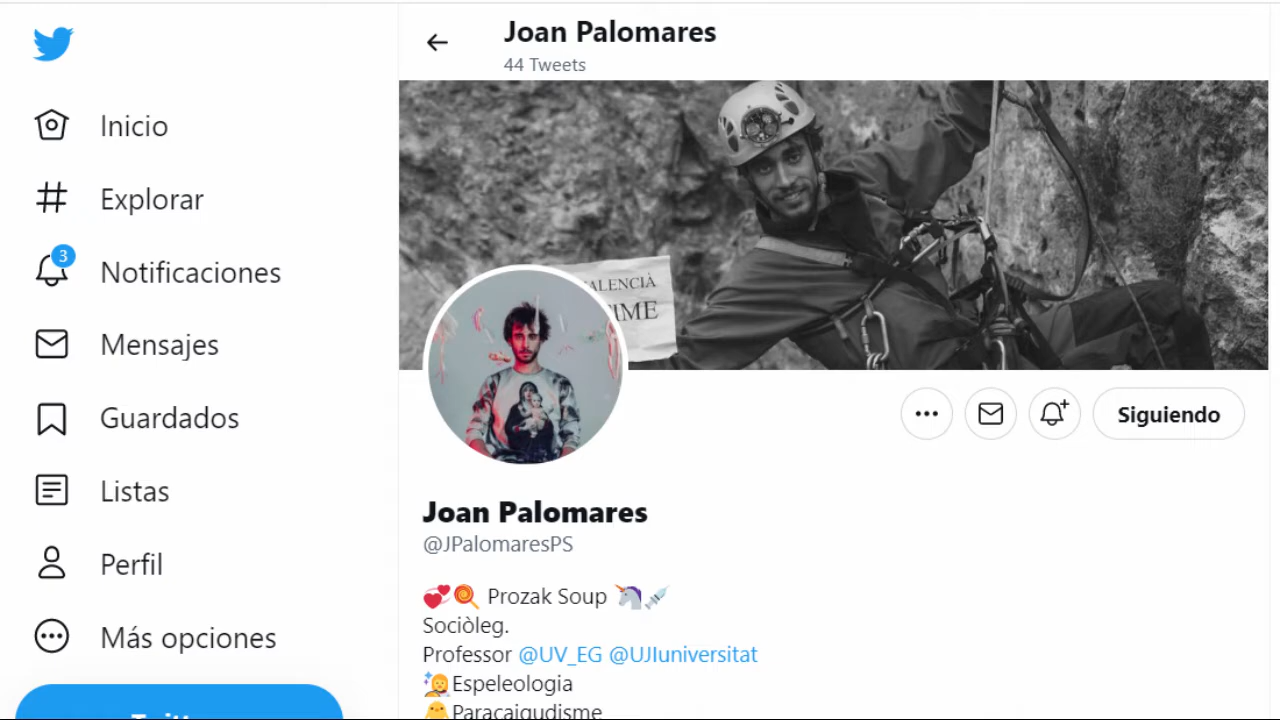 Joan Palomares
44 Tweets
Inicio
Explorar
3
Notificaciones
Mensajes
Guardados
Listas
Perfil
Más opciones
ALENCIÀ
Siguiendo
Joan Palomares
@JPalomaresPS
💞🍭 Prozak Soup 🦄💉
Sociòleg.
Professor @UV_EG @UJIuniversitat
Espeleologia
Paracaigudisme